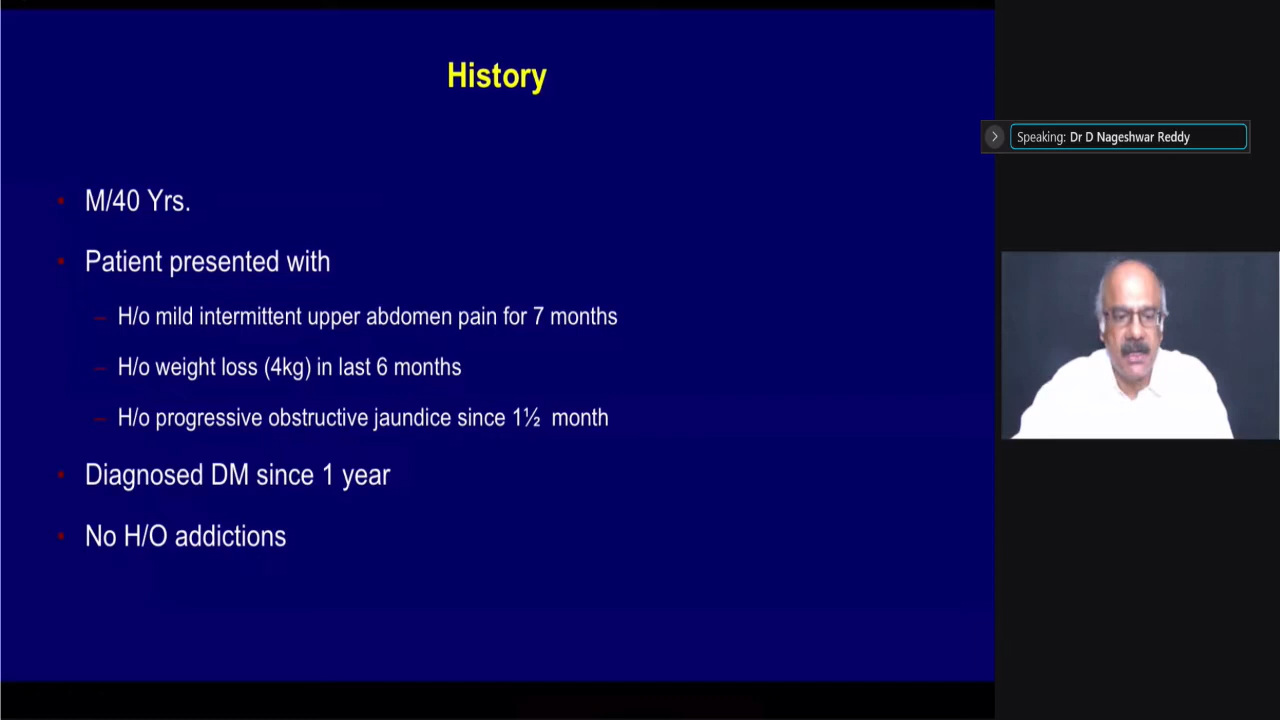 History
M/40 Yrs.
Patient presented with
H/o mild intermittent upper abdomen pain for 7 months
H/o weight loss (4kg) in last 6 months
H/o progressive obstructive jaundice since 1½ month
Diagnosed DM since 1 year
No H/O addictions
Speaking: Dr D Nageshwar Reddy